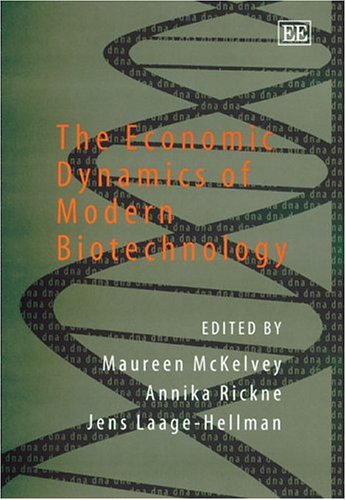 EE
The Economic
Dynamics of
Modern
Biotechnology
EDITED BY
Maureen McKelvey
Annika Rickne
Jens Laage-Hellman